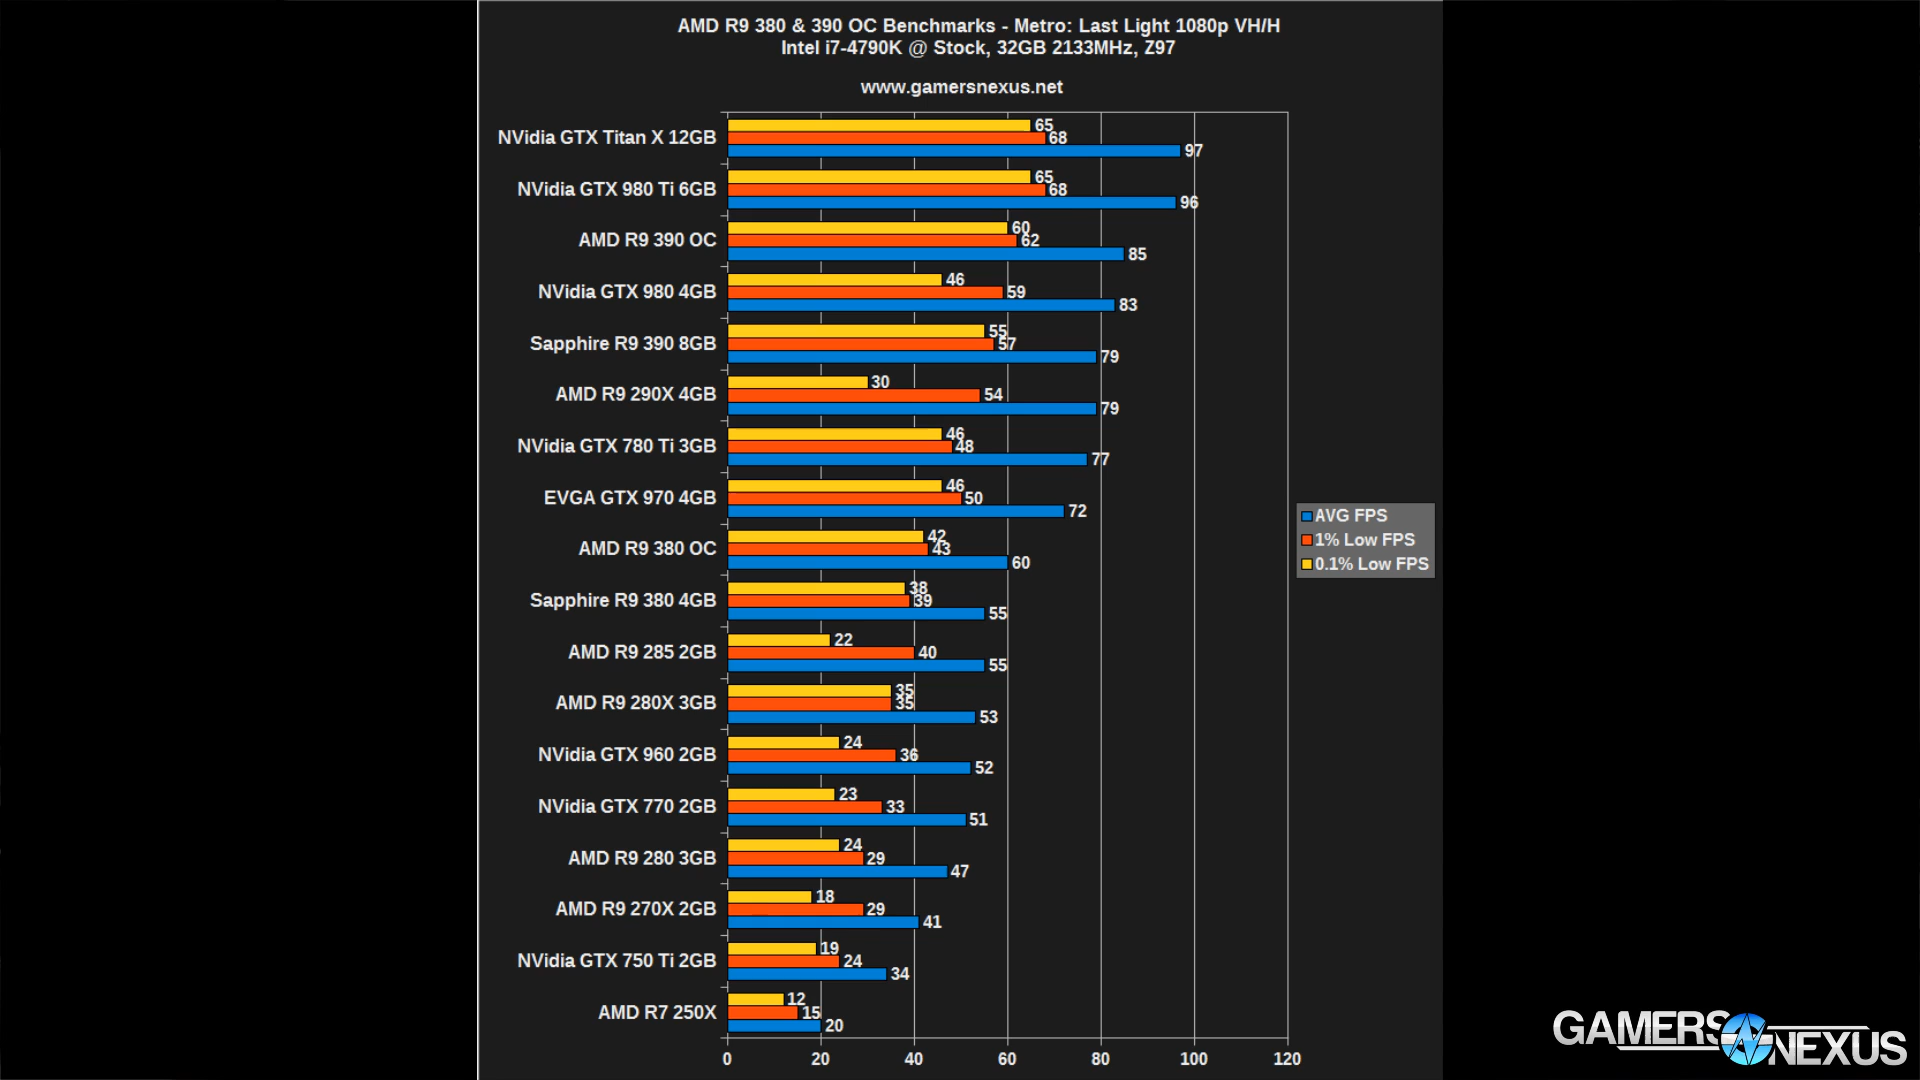 AMD R9 380 & 390 OC Benchmarks - Metro: Last Light 1080p VH/H
Intel i7-4790K @ Stock, 32GB 2133MHz, Z97
www.gamersnexus.net
NVidia GTX Titan X 12GB
65
68
97
NVidia GTX 980 Ti 6GB
65
68
96
AMD R9 390 OC
60
62
85
NVidia GTX 980 4GB
46
59
83
Sapphire R9 390 8GB
55
57
79
AMD R9 290X 4GB
30
54
79
NVidia GTX 780 Ti 3GB
46
48
77
EVGA GTX 970 4GB
46
50
72
AMD R9 380 OC
42
43
60
Sapphire R9 380 4GB
38
39
55
AMD R9 285 2GB
22
40
55
AMD R9 280X 3GB
35
35
53
NVidia GTX 960 2GB
24
36
52
NVidia GTX 770 2GB
23
33
51
AMD R9 280 3GB
24
29
47
AMD R9 270X 2GB
18
29
41
NVidia GTX 750 Ti 2GB
19
24
34
AMD R7 250X
12
15
20
0 20 40 60 80 100 120
AVG FPS
1% Low FPS
0.1% Low FPS
GAMERS
NEXUS